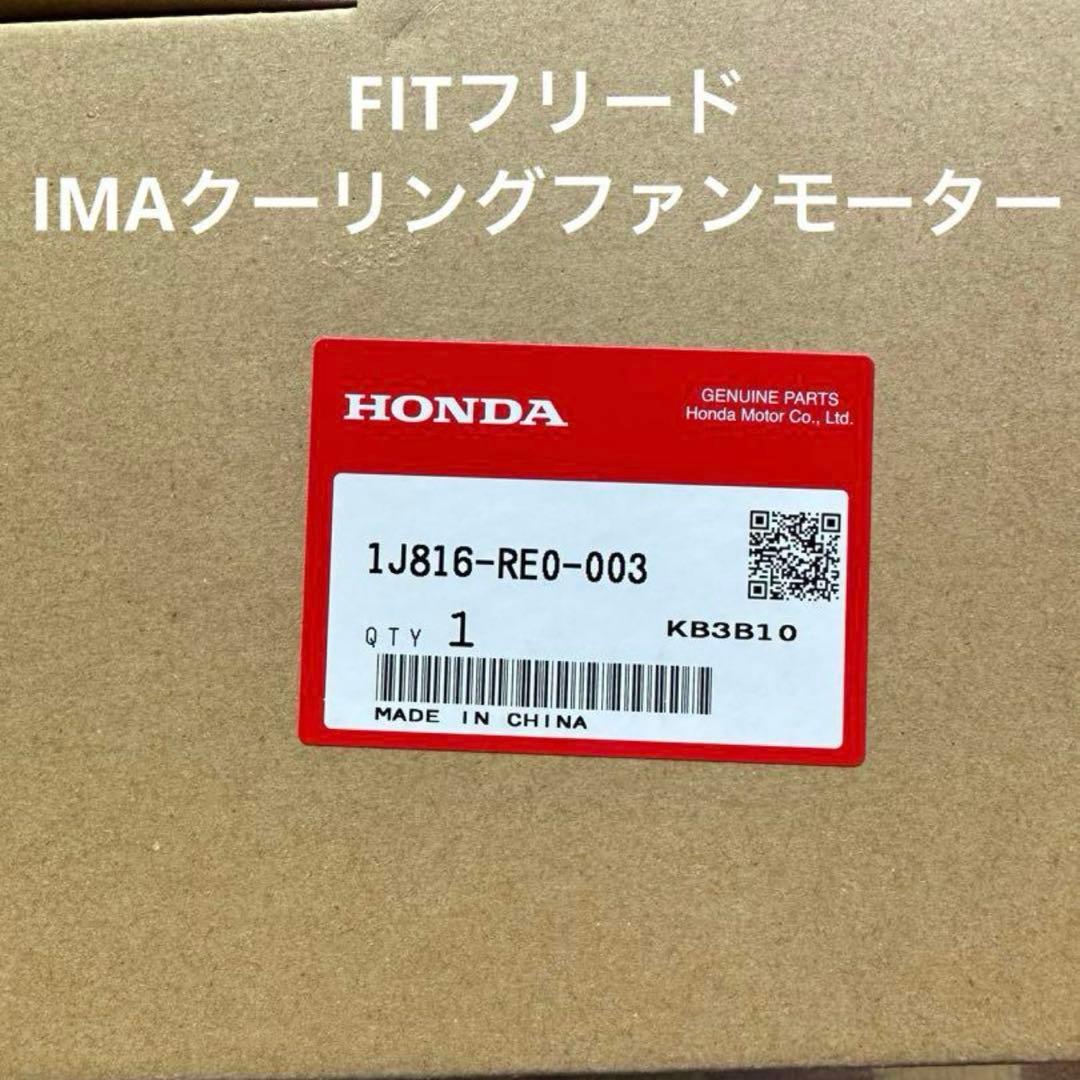 FITフリード
IMAクーリングファンモーター
HONDA
GENUINE PARTS
Honda Motor Co., Ltd.
1J816-RE0-003
QTY 1
KB3B10
MADE IN CHINA